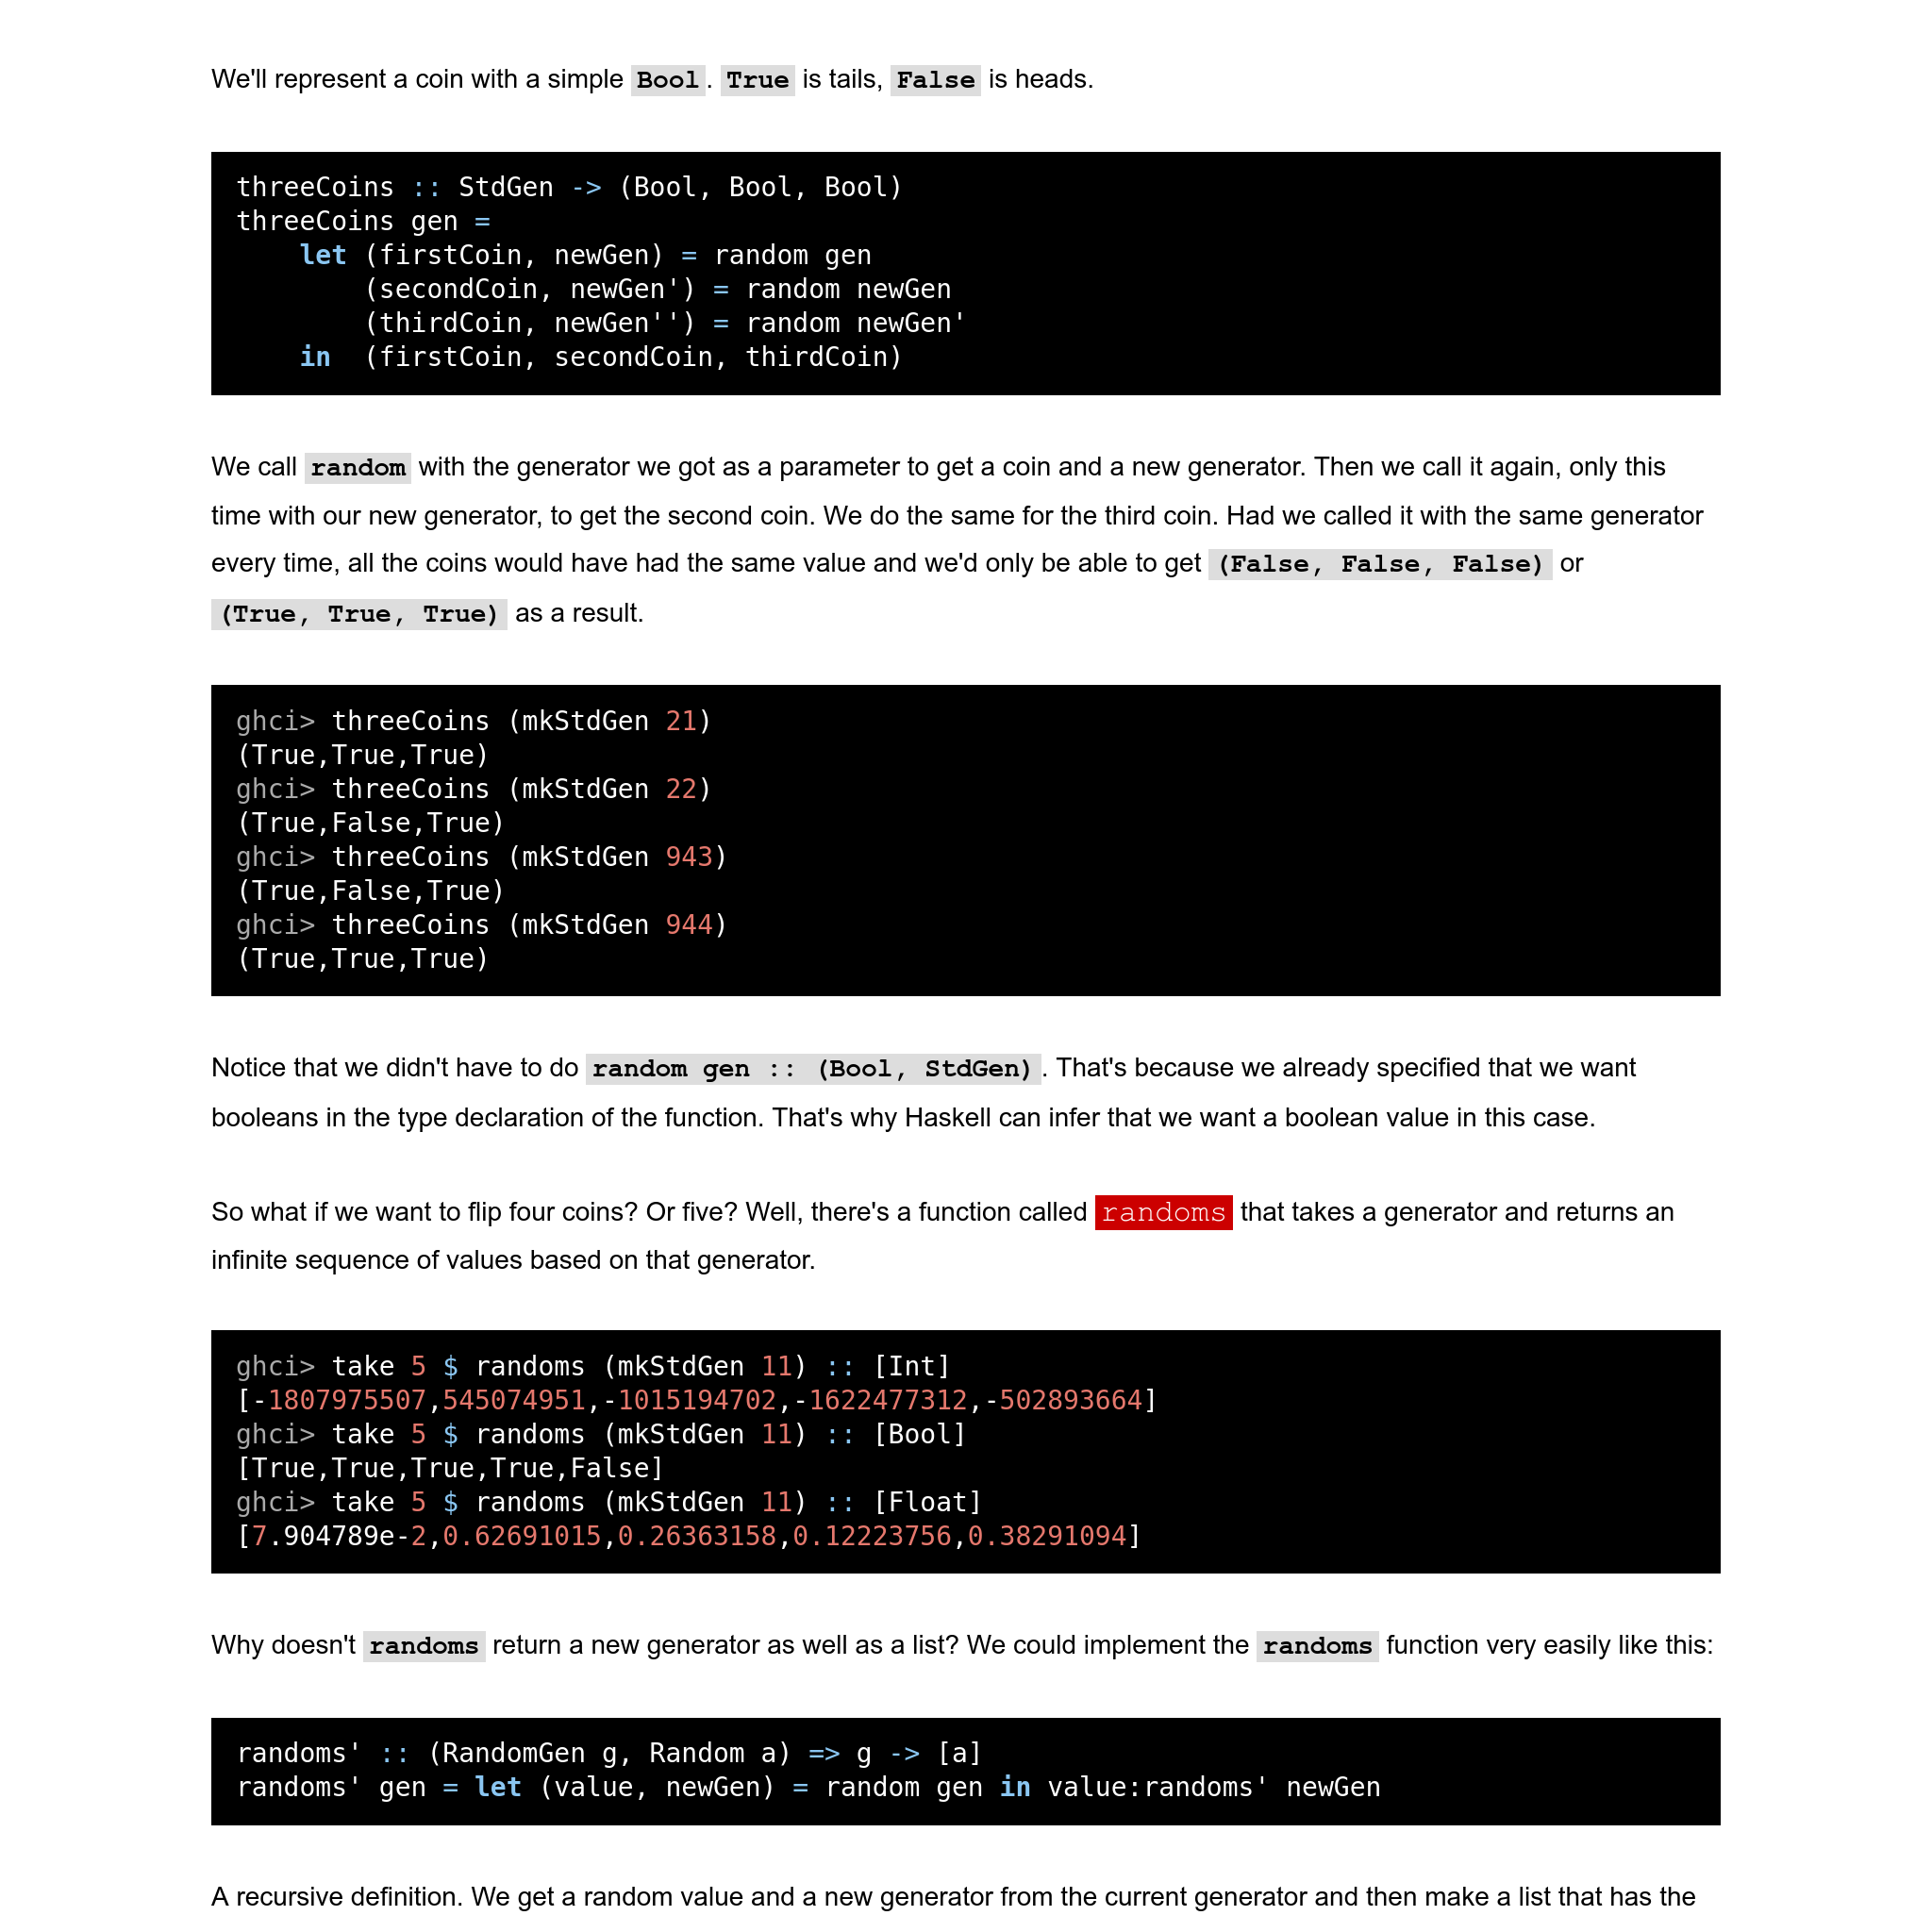 We'll represent a coin with a simple Bool. True is tails, False is heads.
threeCoins :: StdGen -> (Bool, Bool, Bool)
threeCoins gen =
    let (firstCoin, newGen) = random gen
        (secondCoin, newGen') = random newGen
        (thirdCoin, newGen'') = random newGen'
    in  (firstCoin, secondCoin, thirdCoin)
We call random with the generator we got as a parameter to get a coin and a new generator. Then we call it again, only this
time with our new generator, to get the second coin. We do the same for the third coin. Had we called it with the same generator
every time, all the coins would have had the same value and we'd only be able to get (False, False, False) or
(True, True, True) as a result.
ghci> threeCoins (mkStdGen 21)
(True,True,True)
ghci> threeCoins (mkStdGen 22)
(True,False,True)
ghci> threeCoins (mkStdGen 943)
(True,False,True)
ghci> threeCoins (mkStdGen 944)
(True,True,True)
Notice that we didn't have to do random gen :: (Bool, StdGen). That's because we already specified that we want
booleans in the type declaration of the function. That's why Haskell can infer that we want a boolean value in this case.
So what if we want to flip four coins? Or five? Well, there's a function called randoms that takes a generator and returns an
infinite sequence of values based on that generator.
ghci> take 5 $ randoms (mkStdGen 11) :: [Int]
[-1807975507,545074951,-1015194702,-1622477312,-502893664]
ghci> take 5 $ randoms (mkStdGen 11) :: [Bool]
[True,True,True,True,False]
ghci> take 5 $ randoms (mkStdGen 11) :: [Float]
[7.904789e-2,0.62691015,0.26363158,0.12223756,0.38291094]
Why doesn't randoms return a new generator as well as a list? We could implement the randoms function very easily like this:
randoms' :: (RandomGen g, Random a) => g -> [a]
randoms' gen = let (value, newGen) = random gen in value:randoms' newGen
A recursive definition. We get a random value and a new generator from the current generator and then make a list that has the